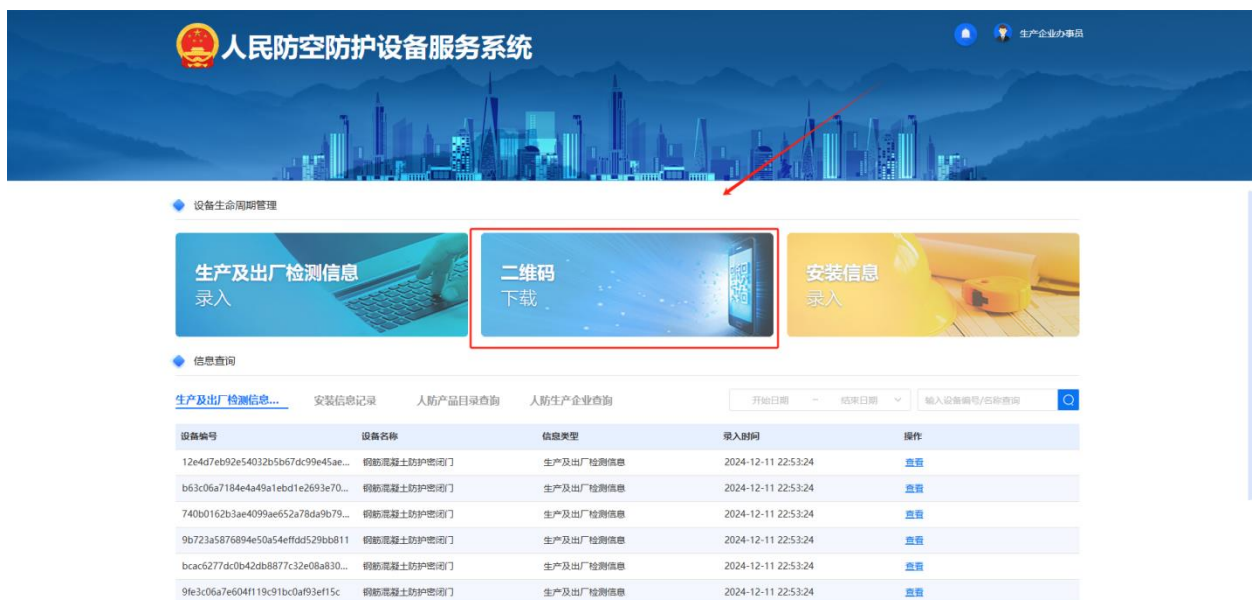 人民防空防护设备服务系统
生产企业办事员
设备生命周期管理
生产及出厂检测信息
录入
二维码
下载
安装信息
录入
信息查询
生产及出厂检测信息... 安装信息记录 人防产品目录查询 人防生产企业查询 开始日期 ~ 结束日期 输入设备编号/名称查询
设备编号 设备名称 信息类型 录入时间 操作
12e4d7eb92e54032b5b67dc99e45ae... 钢筋混凝土防护密闭门 生产及出厂检测信息 2024-12-11 22:53:24 查看
b63c06a7184e4a49a1ebd1e2693e70... 钢筋混凝土防护密闭门 生产及出厂检测信息 2024-12-11 22:53:24 查看
740b0162b3ae4099ae652a78da9b79... 钢筋混凝土防护密闭门 生产及出厂检测信息 2024-12-11 22:53:24 查看
9b723a5876894e50a54effdd529bb811 钢筋混凝土防护密闭门 生产及出厂检测信息 2024-12-11 22:53:24 查看
bcac6277dc0b42db8877c32e08a830... 钢筋混凝土防护密闭门 生产及出厂检测信息 2024-12-11 22:53:24 查看
9fe3c06a7e604f119c91bc0af93ef15c 钢筋混凝土防护密闭门 生产及出厂检测信息 2024-12-11 22:53:24 查看